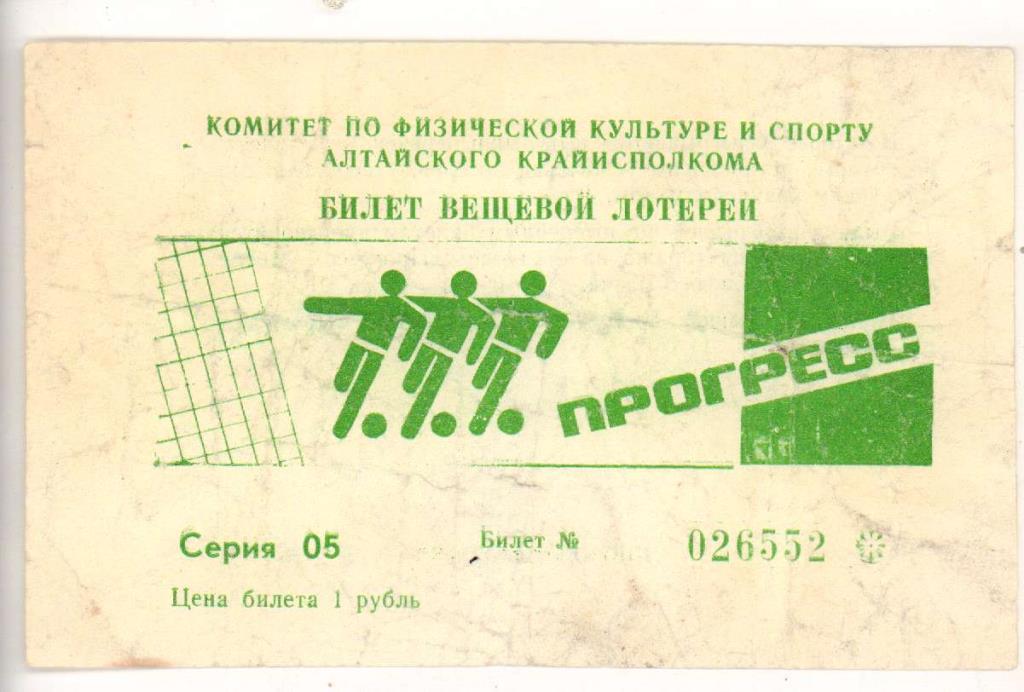 КОМИТЕТ ПО ФИЗИЧЕСКОЙ КУЛЬТУРЕ И СПОРТУ
АЛТАЙСКОГО КРАЙИСПОЛКОМА
БИЛЕТ ВЕЩЕВОЙ ЛОТЕРЕИ
ПРОГРЕСС
Серия 05 Билет № 026552
Цена билета 1 рубль